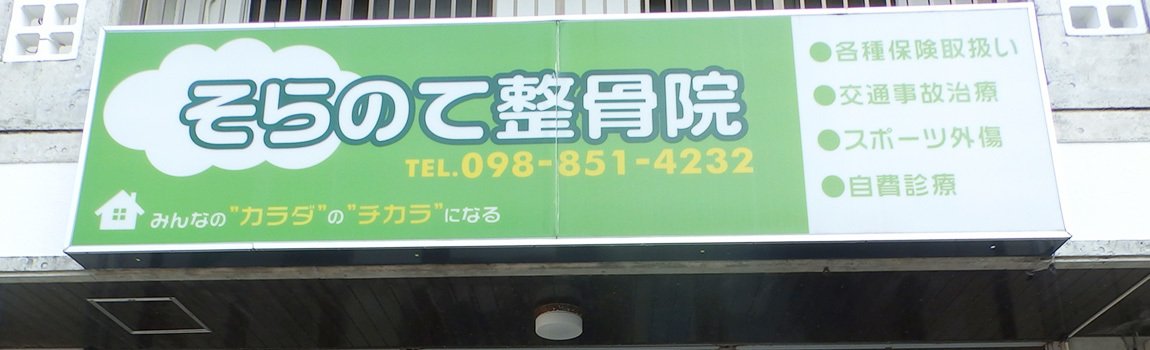 そらのて整骨院
TEL.098-851-4232
みんなの"カラダ"の"チカラ"になる
●各種保険取扱い
●交通事故治療
●スポーツ外傷
●自費診療